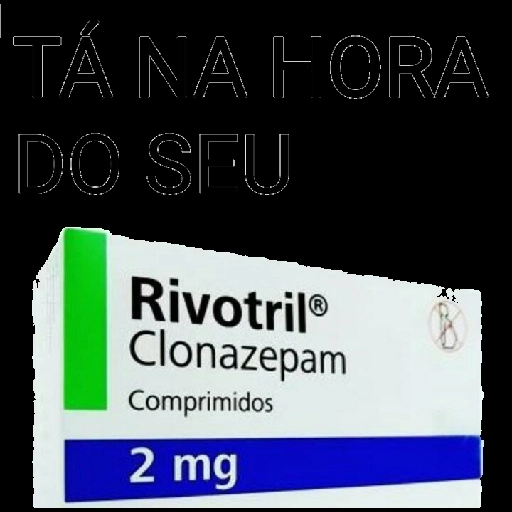 TÁ NA HORA
DO SEU
Rivotril®
Clonazepam
Comprimidos
2 mg